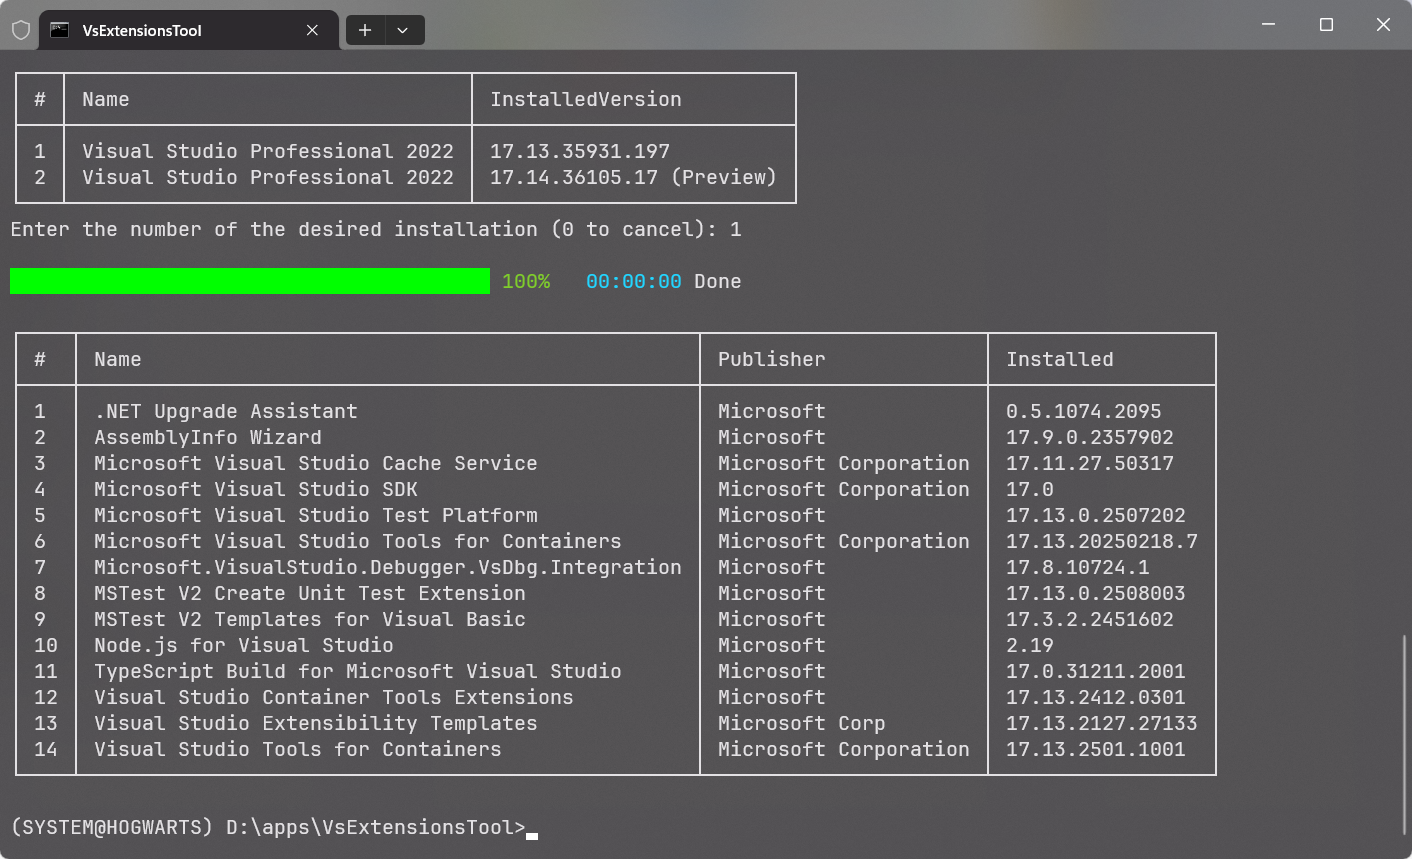 VsExtensionsTool
# Name InstalledVersion
1 Visual Studio Professional 2022 17.13.35931.197
2 Visual Studio Professional 2022 17.14.36105.17 (Preview)
Enter the number of the desired installation (0 to cancel): 1
100% 00:00:00 Done
# Name Publisher Installed
1 .NET Upgrade Assistant Microsoft 0.5.1074.2095
2 AssemblyInfo Wizard Microsoft 17.9.0.2357902
3 Microsoft Visual Studio Cache Service Microsoft Corporation 17.11.27.50317
4 Microsoft Visual Studio SDK Microsoft Corporation 17.0
5 Microsoft Visual Studio Test Platform Microsoft 17.13.0.2507202
6 Microsoft Visual Studio Tools for Containers Microsoft Corporation 17.13.20250218.7
7 Microsoft.VisualStudio.Debugger.VsDbg.Integration Microsoft 17.8.10724.1
8 MSTest V2 Create Unit Test Extension Microsoft 17.13.0.2508003
9 MSTest V2 Templates for Visual Basic Microsoft 17.3.2.2451602
10 Node.js for Visual Studio Microsoft 2.19
11 TypeScript Build for Microsoft Visual Studio Microsoft 17.0.31211.2001
12 Visual Studio Container Tools Extensions Microsoft 17.13.2412.0301
13 Visual Studio Extensibility Templates Microsoft Corp 17.13.2127.27133
14 Visual Studio Tools for Containers Microsoft Corporation 17.13.2501.1001
(SYSTEM@HOGWARTS) D:\apps\VsExtensionsTool>